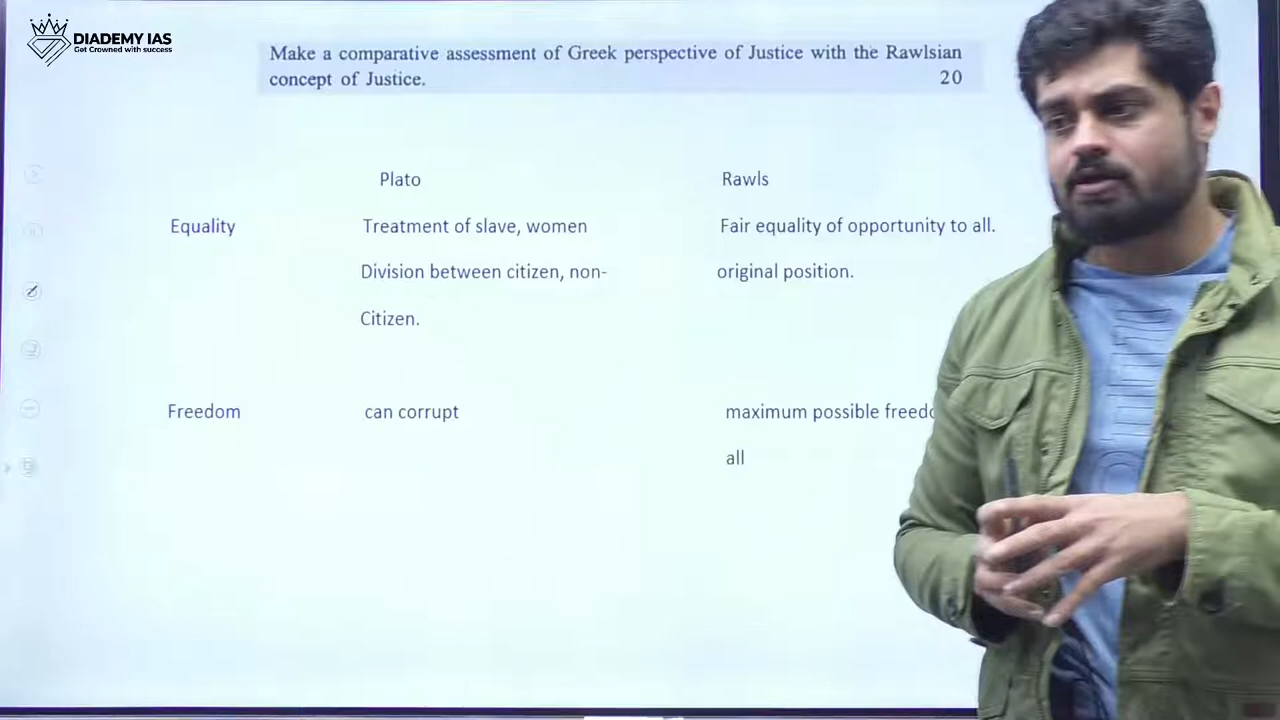 DIADEMY IAS
Get Crowned with success
Make a comparative assessment of Greek perspective of Justice with the Rawlsian
concept of Justice. 20
Plato Rawls
Equality Treatment of slave, women Fair equality of opportunity to all.
Division between citizen, non- original position.
Citizen.
Freedom can corrupt maximum possible
all